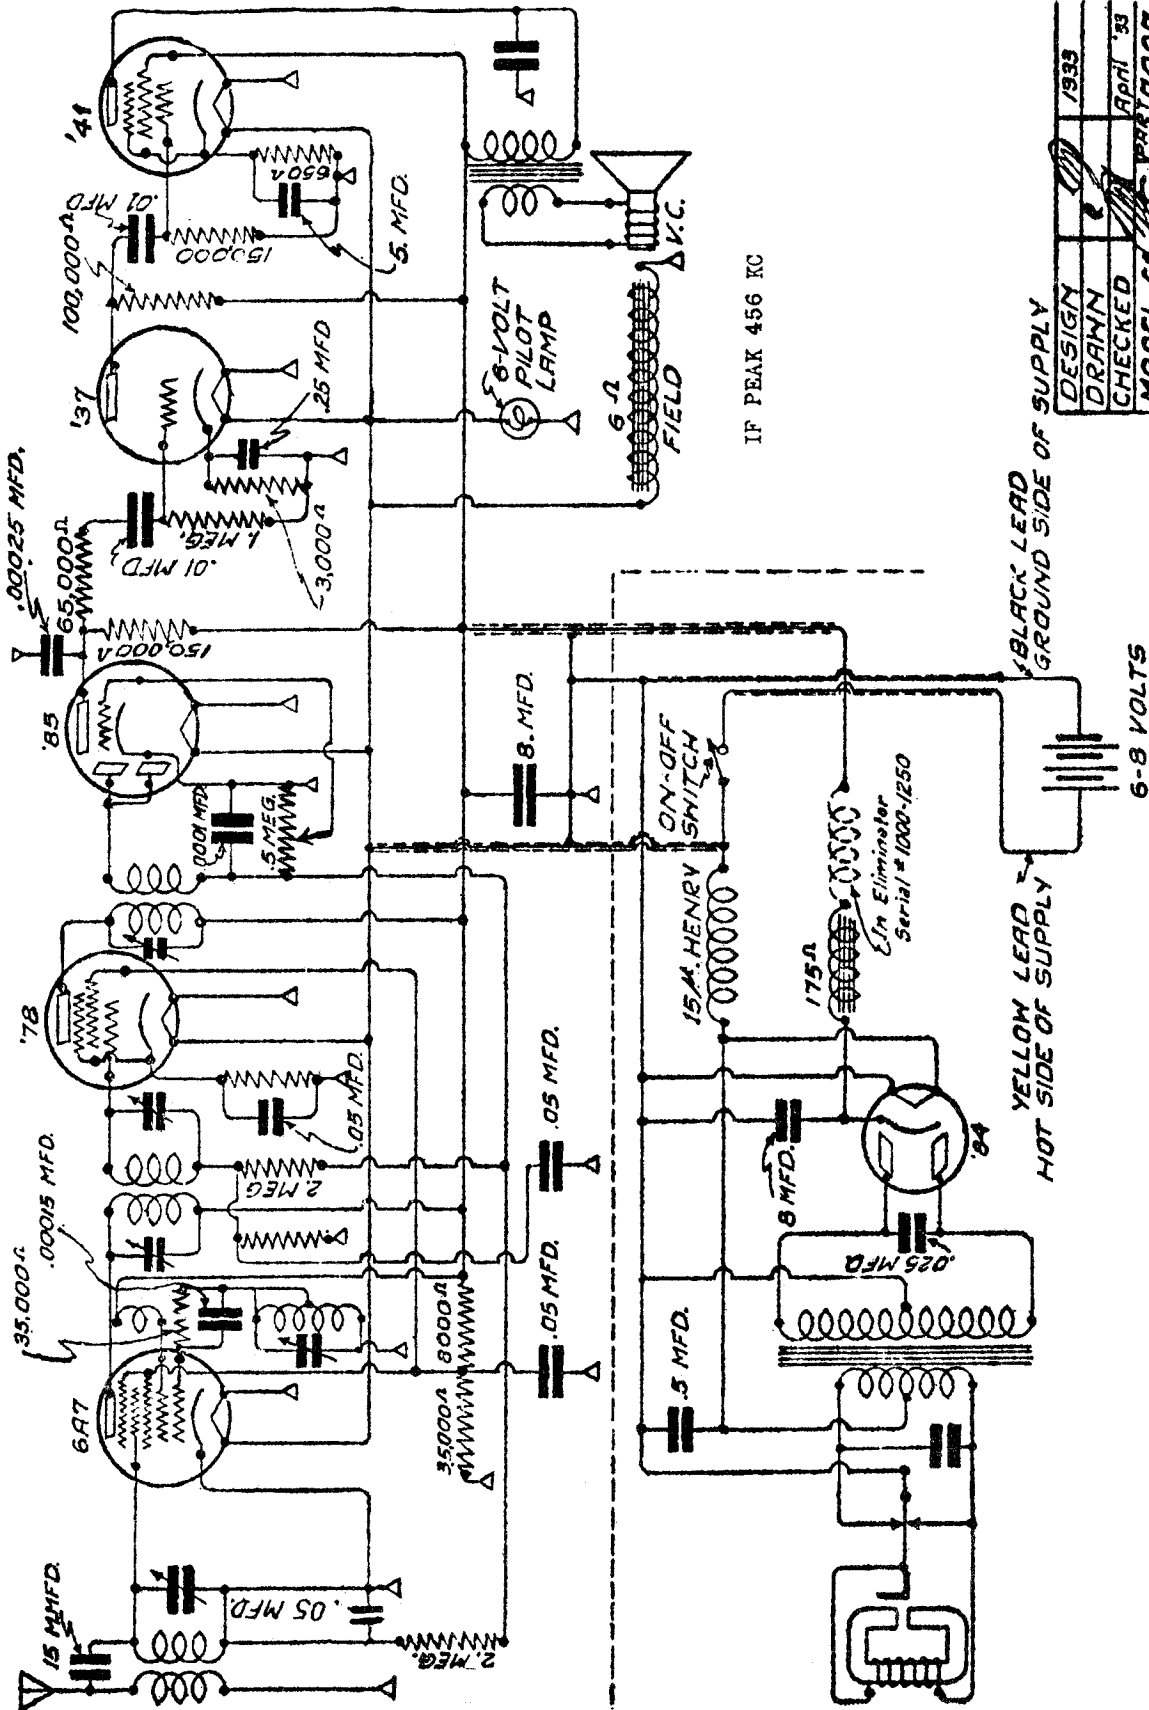 15 MMFD.
6A7
35,000Ω
.00015 MFD.
'78
'85
.00025 MFD.
65,000Ω
'37
100,000Ω
.01 MFD
'41
.05 MFD.
2. MEG.
35,000Ω
8000Ω
2. MEG
.05 MFD.
.0001 MFD.
.5 MEG.
150,000Ω
.01 MFD
1. MEG.
3,000Ω
.25 MFD
150,000
650Ω
5. MFD.
.05 MFD.
.05 MFD.
8. MFD.
6-VOLT
PILOT
LAMP
6 Ω
FIELD
V.C.
IF PEAK 456 KC
.5 MFD.
15 M. HENRY
ON-OFF
SWITCH
175Ω
In Eliminator
Serial # 1000-1250
8 MFD.
.025 MFD.
'84
YELLOW LEAD
HOT SIDE OF SUPPLY
BLACK LEAD
GROUND SIDE OF SUPPLY
6-8 VOLTS
DESIGN 1933
DRAWN
CHECKED April '33
MODEL